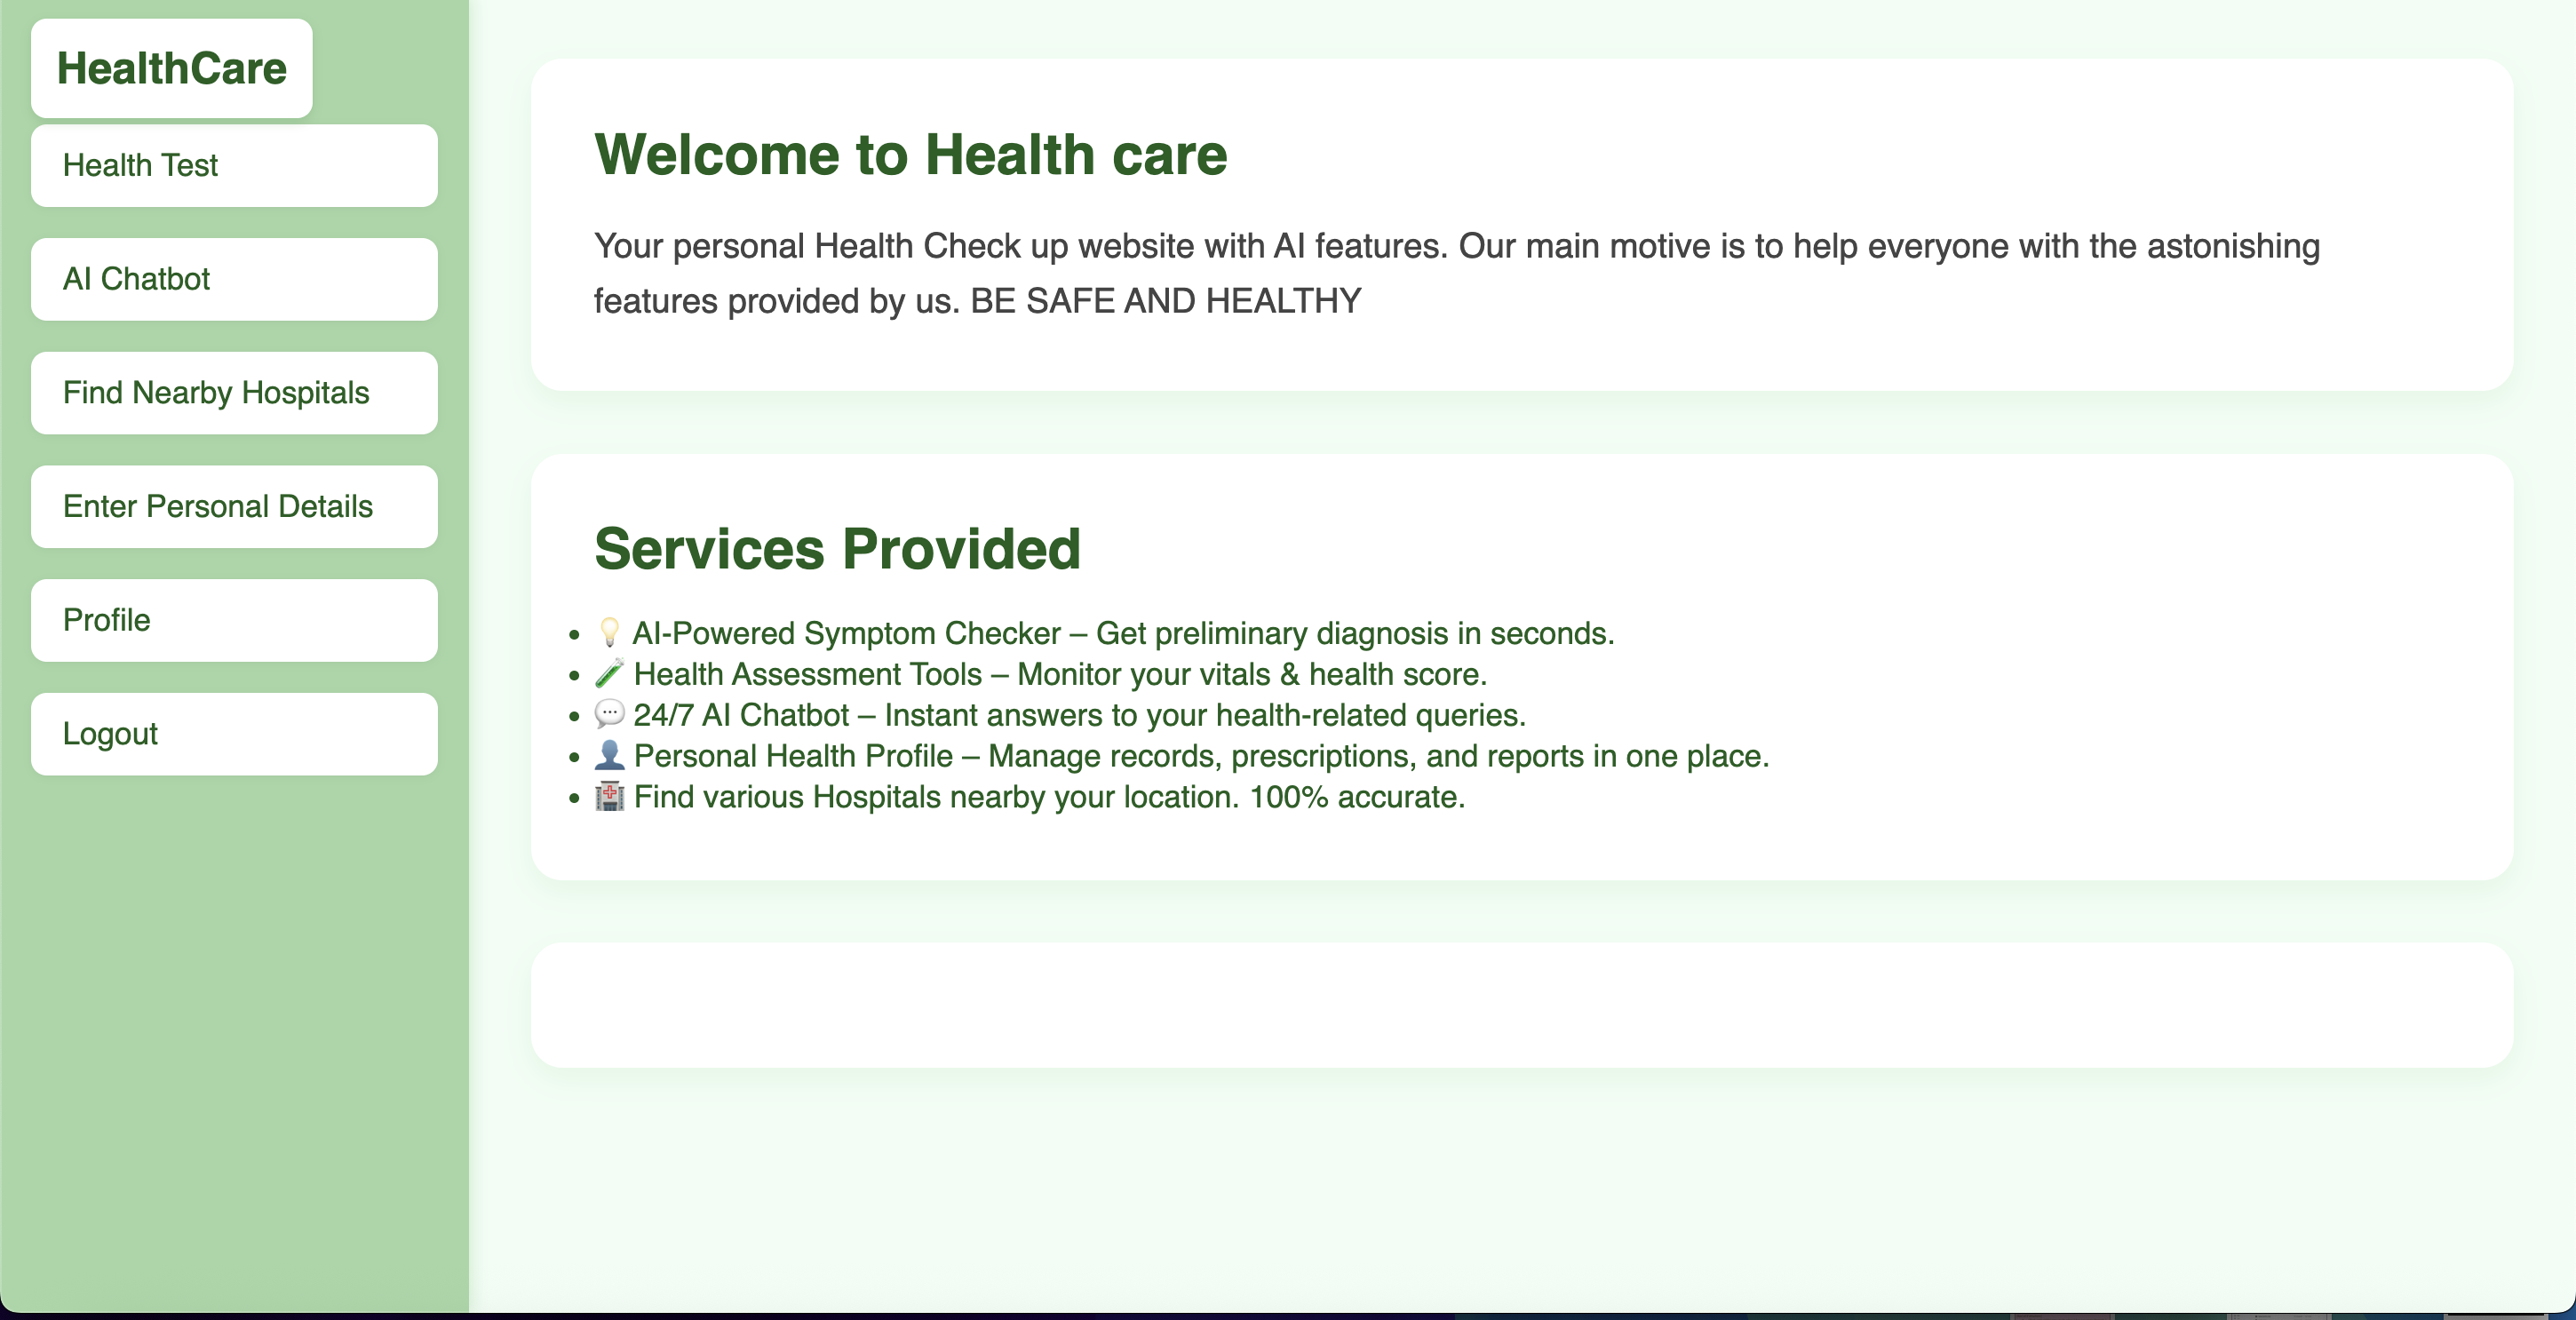 HealthCare
Health Test
AI Chatbot
Find Nearby Hospitals
Enter Personal Details
Profile
Logout
Welcome to Health care
Your personal Health Check up website with AI features. Our main motive is to help everyone with the astonishing
features provided by us. BE SAFE AND HEALTHY
Services Provided
• 💡 AI-Powered Symptom Checker – Get preliminary diagnosis in seconds.
• 🧪 Health Assessment Tools – Monitor your vitals & health score.
• 💬 24/7 AI Chatbot – Instant answers to your health-related queries.
• 👤 Personal Health Profile – Manage records, prescriptions, and reports in one place.
• 🏥 Find various Hospitals nearby your location. 100% accurate.